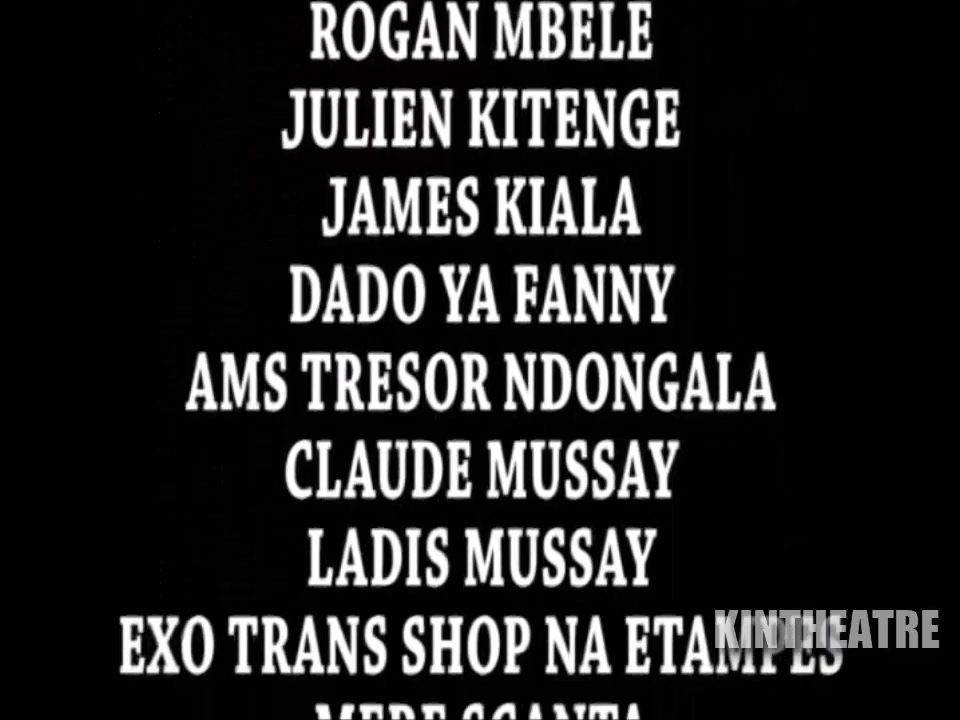 ROGAN MBELE
JULIEN KITENGE
JAMES KIALA
DADO YA FANNY
AMS TRESOR NDONGALA
CLAUDE MUSSAY
LADIS MUSSAY
EXO TRANS SHOP NA ETAMPES
KINTHEATRE
MERE